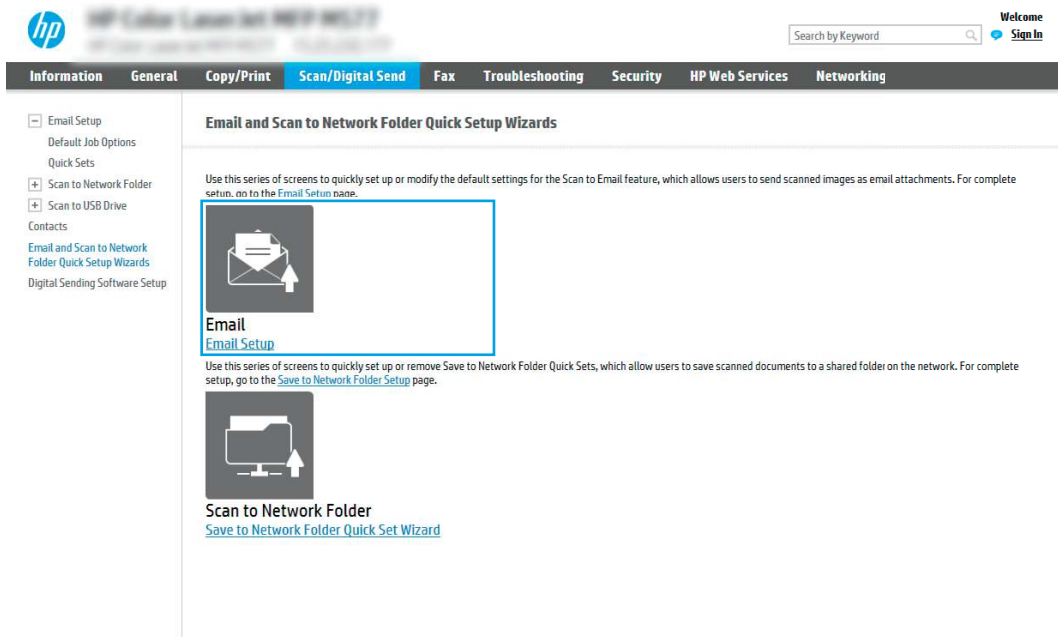 hp
Welcome
Search by Keyword
Sign In
Information General Copy/Print Scan/Digital Send Fax Troubleshooting Security HP Web Services Networking
Email Setup
Default Job Options
Quick Sets
Scan to Network Folder
Scan to USB Drive
Contacts
Email and Scan to Network
Folder Quick Setup Wizards
Digital Sending Software Setup
Email and Scan to Network Folder Quick Setup Wizards
Use this series of screens to quickly set up or modify the default settings for the Scan to Email feature, which allows users to send scanned images as email attachments. For complete
setup, go to the Email Setup page.
Email
Email Setup
Use this series of screens to quickly set up or remove Save to Network Folder Quick Sets, which allow users to save scanned documents to a shared folder on the network. For complete
setup, go to the Save to Network Folder Setup page.
Scan to Network Folder
Save to Network Folder Quick Set Wizard